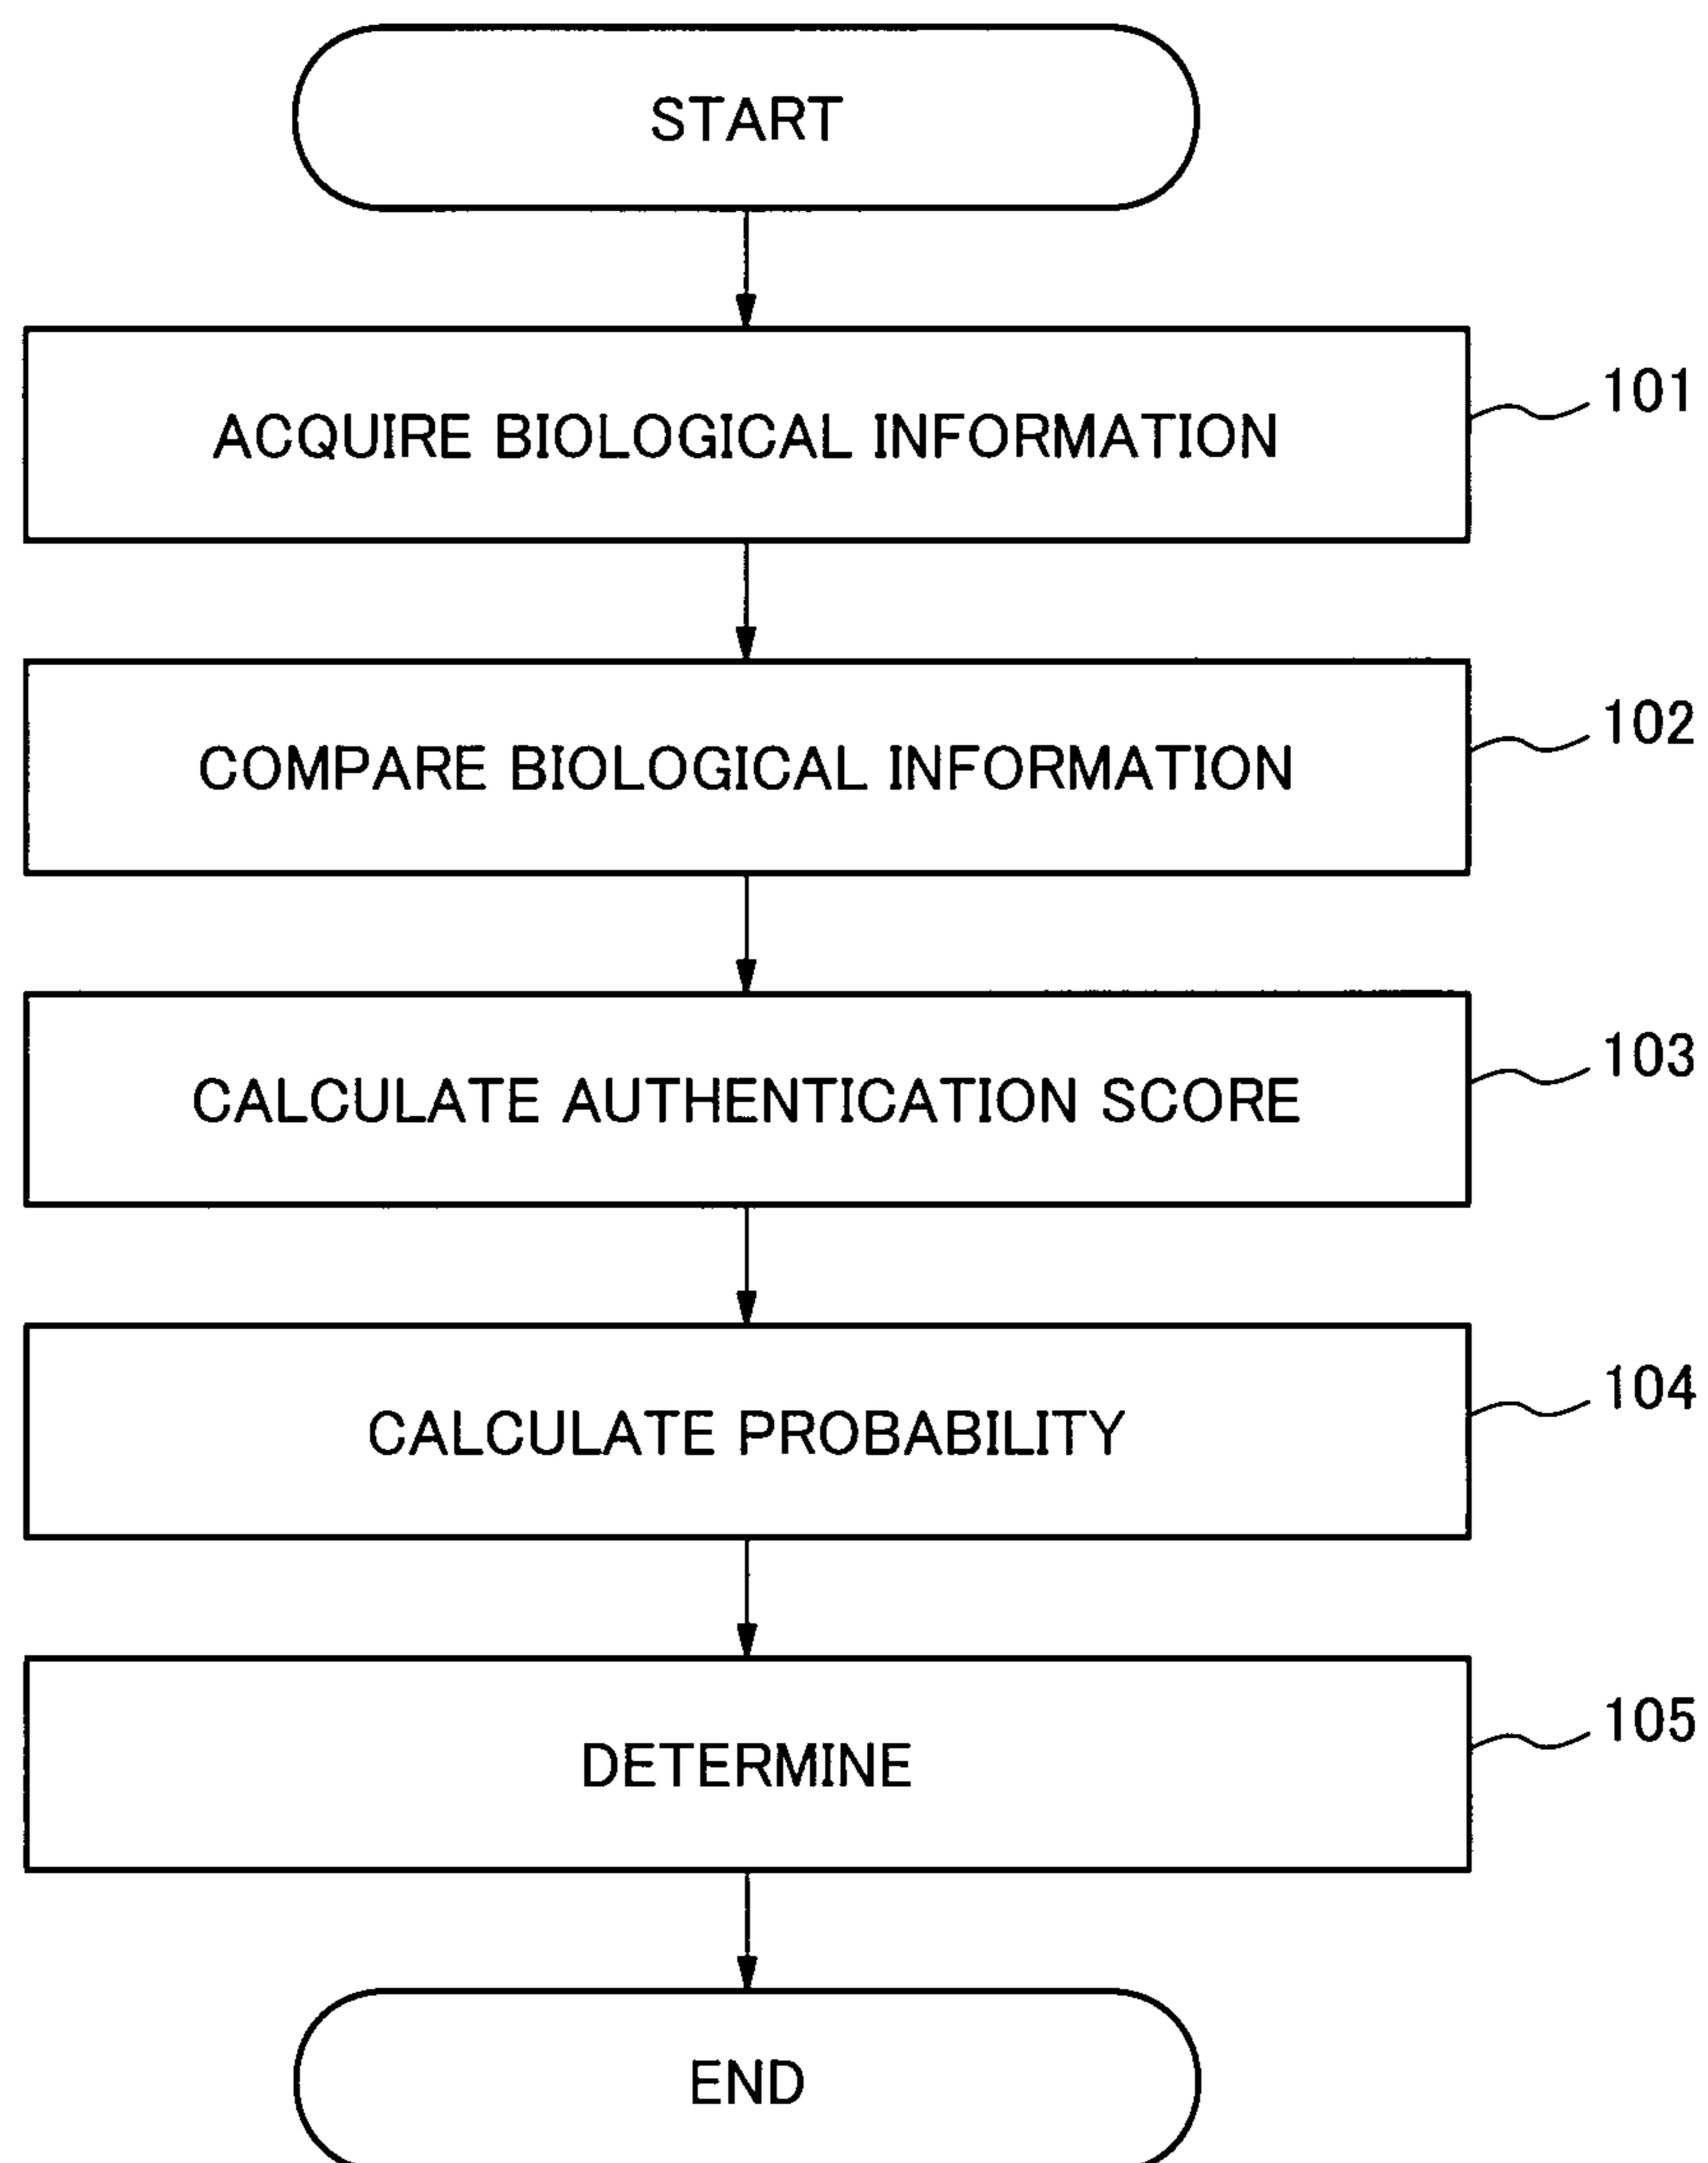 START
ACQUIRE BIOLOGICAL INFORMATION
101
COMPARE BIOLOGICAL INFORMATION
102
CALCULATE AUTHENTICATION SCORE
103
CALCULATE PROBABILITY
104
DETERMINE
105
END